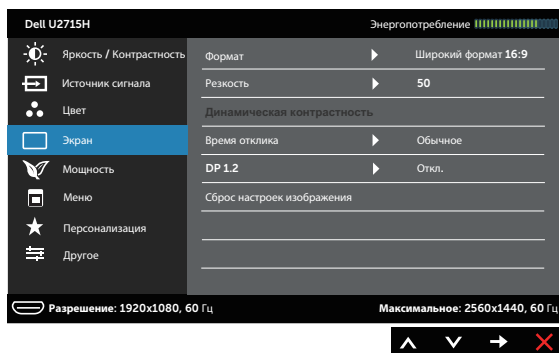 Dell U2715H Энергопотребление
Яркость / Контрастность Формат Широкий формат 16:9
Источник сигнала Резкость 50
Цвет Динамическая контрастность
Экран Время отклика Обычное
Мощность DP 1.2 Откл.
Меню Сброс настроек изображения
Персонализация
Другое
Разрешение: 1920x1080, 60 Гц Максимальное: 2560x1440, 60 Гц